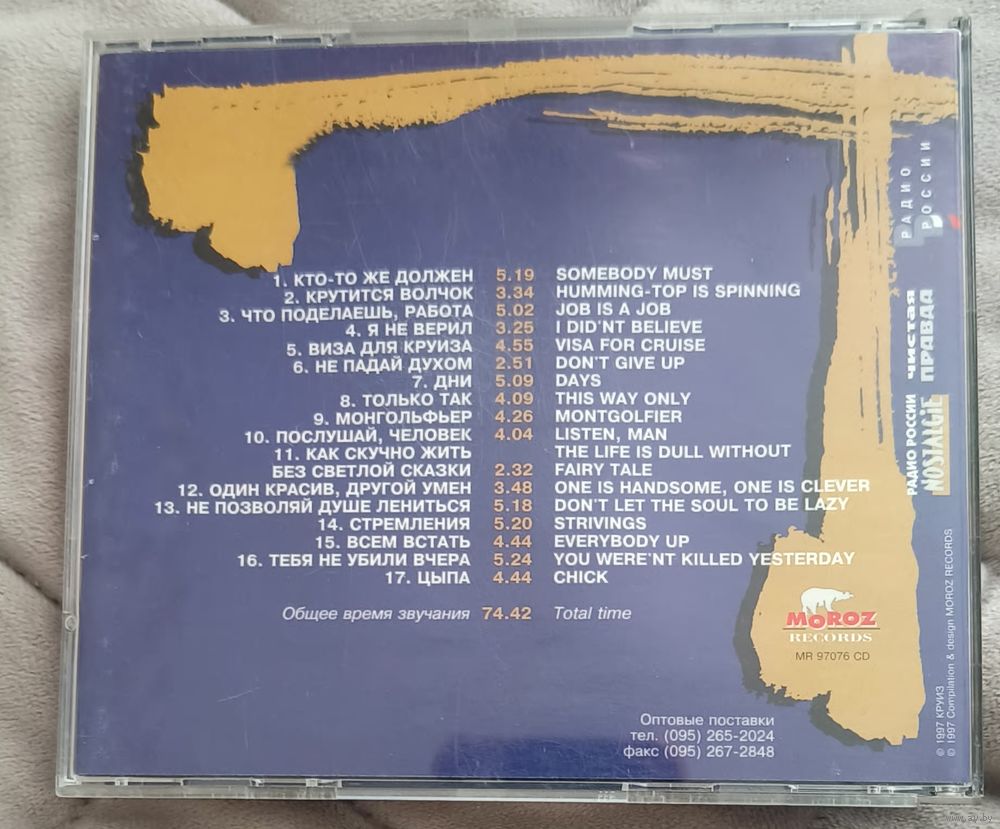 1. КТО-ТО ЖЕ ДОЛЖЕН 5.19 SOMEBODY MUST
2. КРУТИТСЯ ВОЛЧОК 3.34 HUMMING-TOP IS SPINNING
3. ЧТО ПОДЕЛАЕШЬ, РАБОТА 5.02 JOB IS A JOB
4. Я НЕ ВЕРИЛ 3.25 I DID'NT BELIEVE
5. ВИЗА ДЛЯ КРУИЗА 4.55 VISA FOR CRUISE
6. НЕ ПАДАЙ ДУХОМ 2.51 DON'T GIVE UP
7. ДНИ 5.09 DAYS
8. ТОЛЬКО ТАК 4.09 THIS WAY ONLY
9. МОНГОЛЬФЬЕР 4.26 MONTGOLFIER
10. ПОСЛУШАЙ, ЧЕЛОВЕК 4.04 LISTEN, MAN
11. КАК СКУЧНО ЖИТЬ THE LIFE IS DULL WITHOUT
БЕЗ СВЕТЛОЙ СКАЗКИ 2.32 FAIRY TALE
12. ОДИН КРАСИВ, ДРУГОЙ УМЕН 3.48 ONE IS HANDSOME, ONE IS CLEVER
13. НЕ ПОЗВОЛЯЙ ДУШЕ ЛЕНИТЬСЯ 5.18 DON'T LET THE SOUL TO BE LAZY
14. СТРЕМЛЕНИЯ 5.20 STRIVINGS
15. ВСЕМ ВСТАТЬ 4.44 EVERYBODY UP
16. ТЕБЯ НЕ УБИЛИ ВЧЕРА 5.24 YOU WERE'NT KILLED YESTERDAY
17. ЦЫПА 4.44 CHICK
Общее время звучания 74.42 Total time
MOROZ
RECORDS
MR 97076 CD
Оптовые поставки
тел. (095) 265-2024
факс (095) 267-2848
РАДИО
РОССИИ
ЧИСТАЯ
ПРАВДА
РАДИО РОССИИ
NOSTALGIE
© 1997 КРУИЗ
© 1997 Compilation & design MOROZ RECORDS
www.ay.by